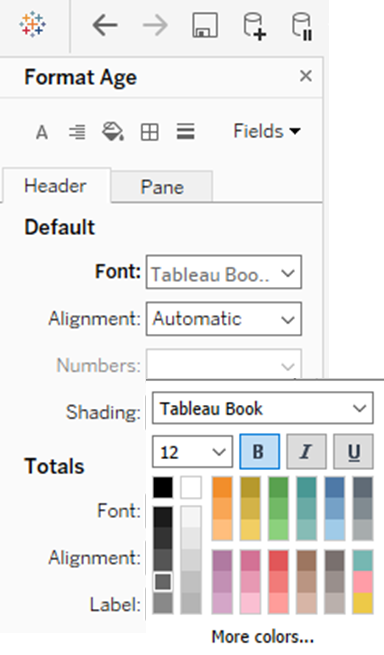 Format Age
A
Fields
Header Pane
Default
Font: Tableau Boo..
Alignment: Automatic
Numbers:
Shading:
Tableau Book
12 B I U
Totals
Font:
Alignment:
Label:
More colors...